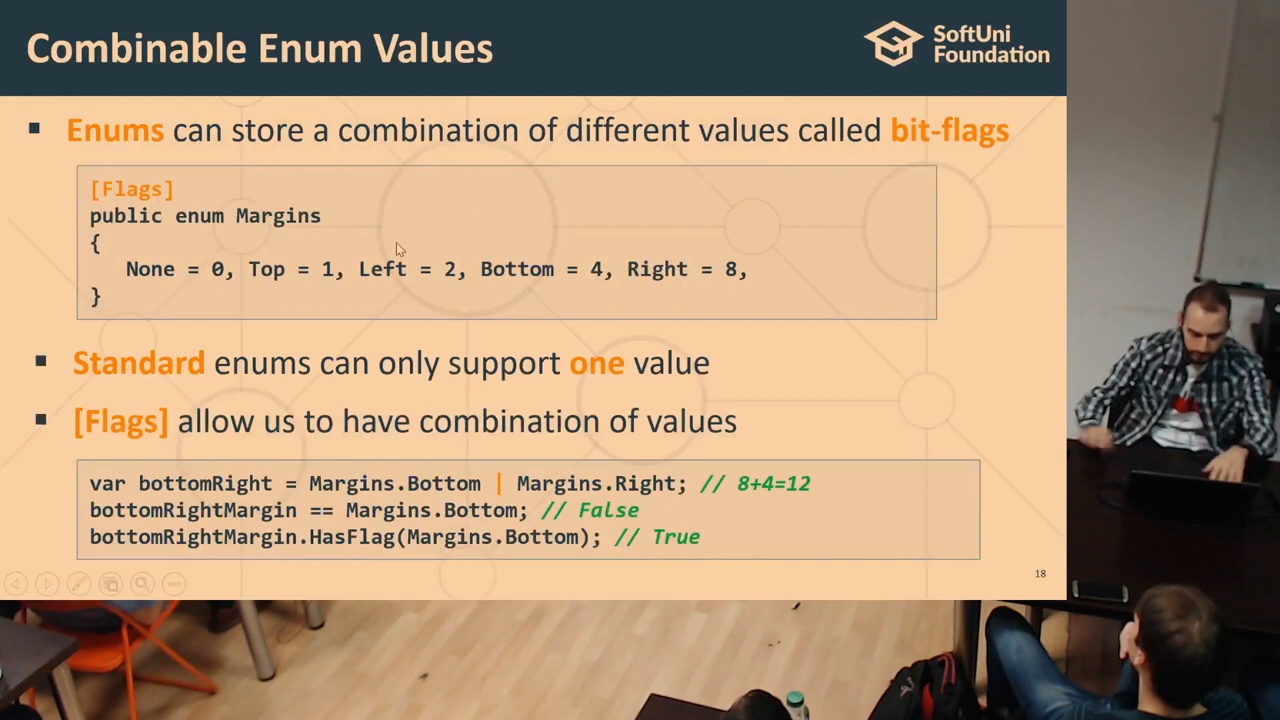 Combinable Enum Values
SoftUni
Foundation
Enums can store a combination of different values called bit-flags
[Flags]
public enum Margins
{
None = 0, Top = 1, Left = 2, Bottom = 4, Right = 8,
}
Standard enums can only support one value
[Flags] allow us to have combination of values
var bottomRight = Margins.Bottom | Margins.Right; // 8+4=12
bottomRightMargin == Margins.Bottom; // False
bottomRightMargin.HasFlag(Margins.Bottom); // True
18